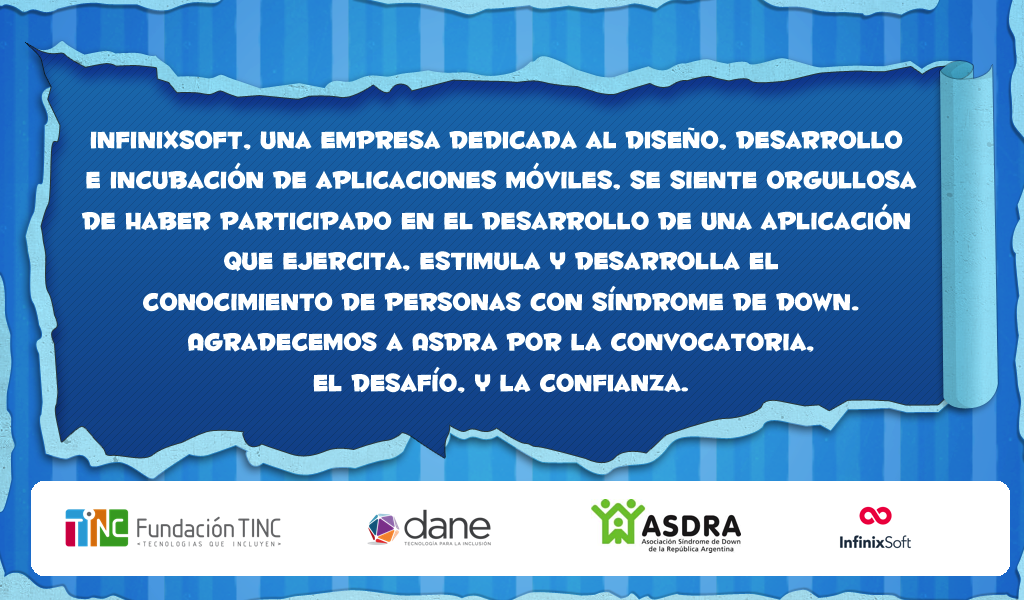 INFINIXSOFT, UNA EMPRESA DEDICADA AL DISEÑO, DESARROLLO
E INCUBACIÓN DE APLICACIONES MÓVILES, SE SIENTE ORGULLOSA
DE HABER PARTICIPADO EN EL DESARROLLO DE UNA APLICACIÓN
QUE EJERCITA, ESTIMULA Y DESARROLLA EL
CONOCIMIENTO DE PERSONAS CON SÍNDROME DE DOWN.
AGRADECEMOS A ASDRA POR LA CONVOCATORIA,
EL DESAFÍO, Y LA CONFIANZA.
TINC Fundación TINC
•TECNOLOGIAS QUE INCLUYEN•
dane
TECNOLOGÍA PARA LA INCLUSIÓN
ASDRA
Asociación Síndrome de Down
de la República Argentina
InfinixSoft